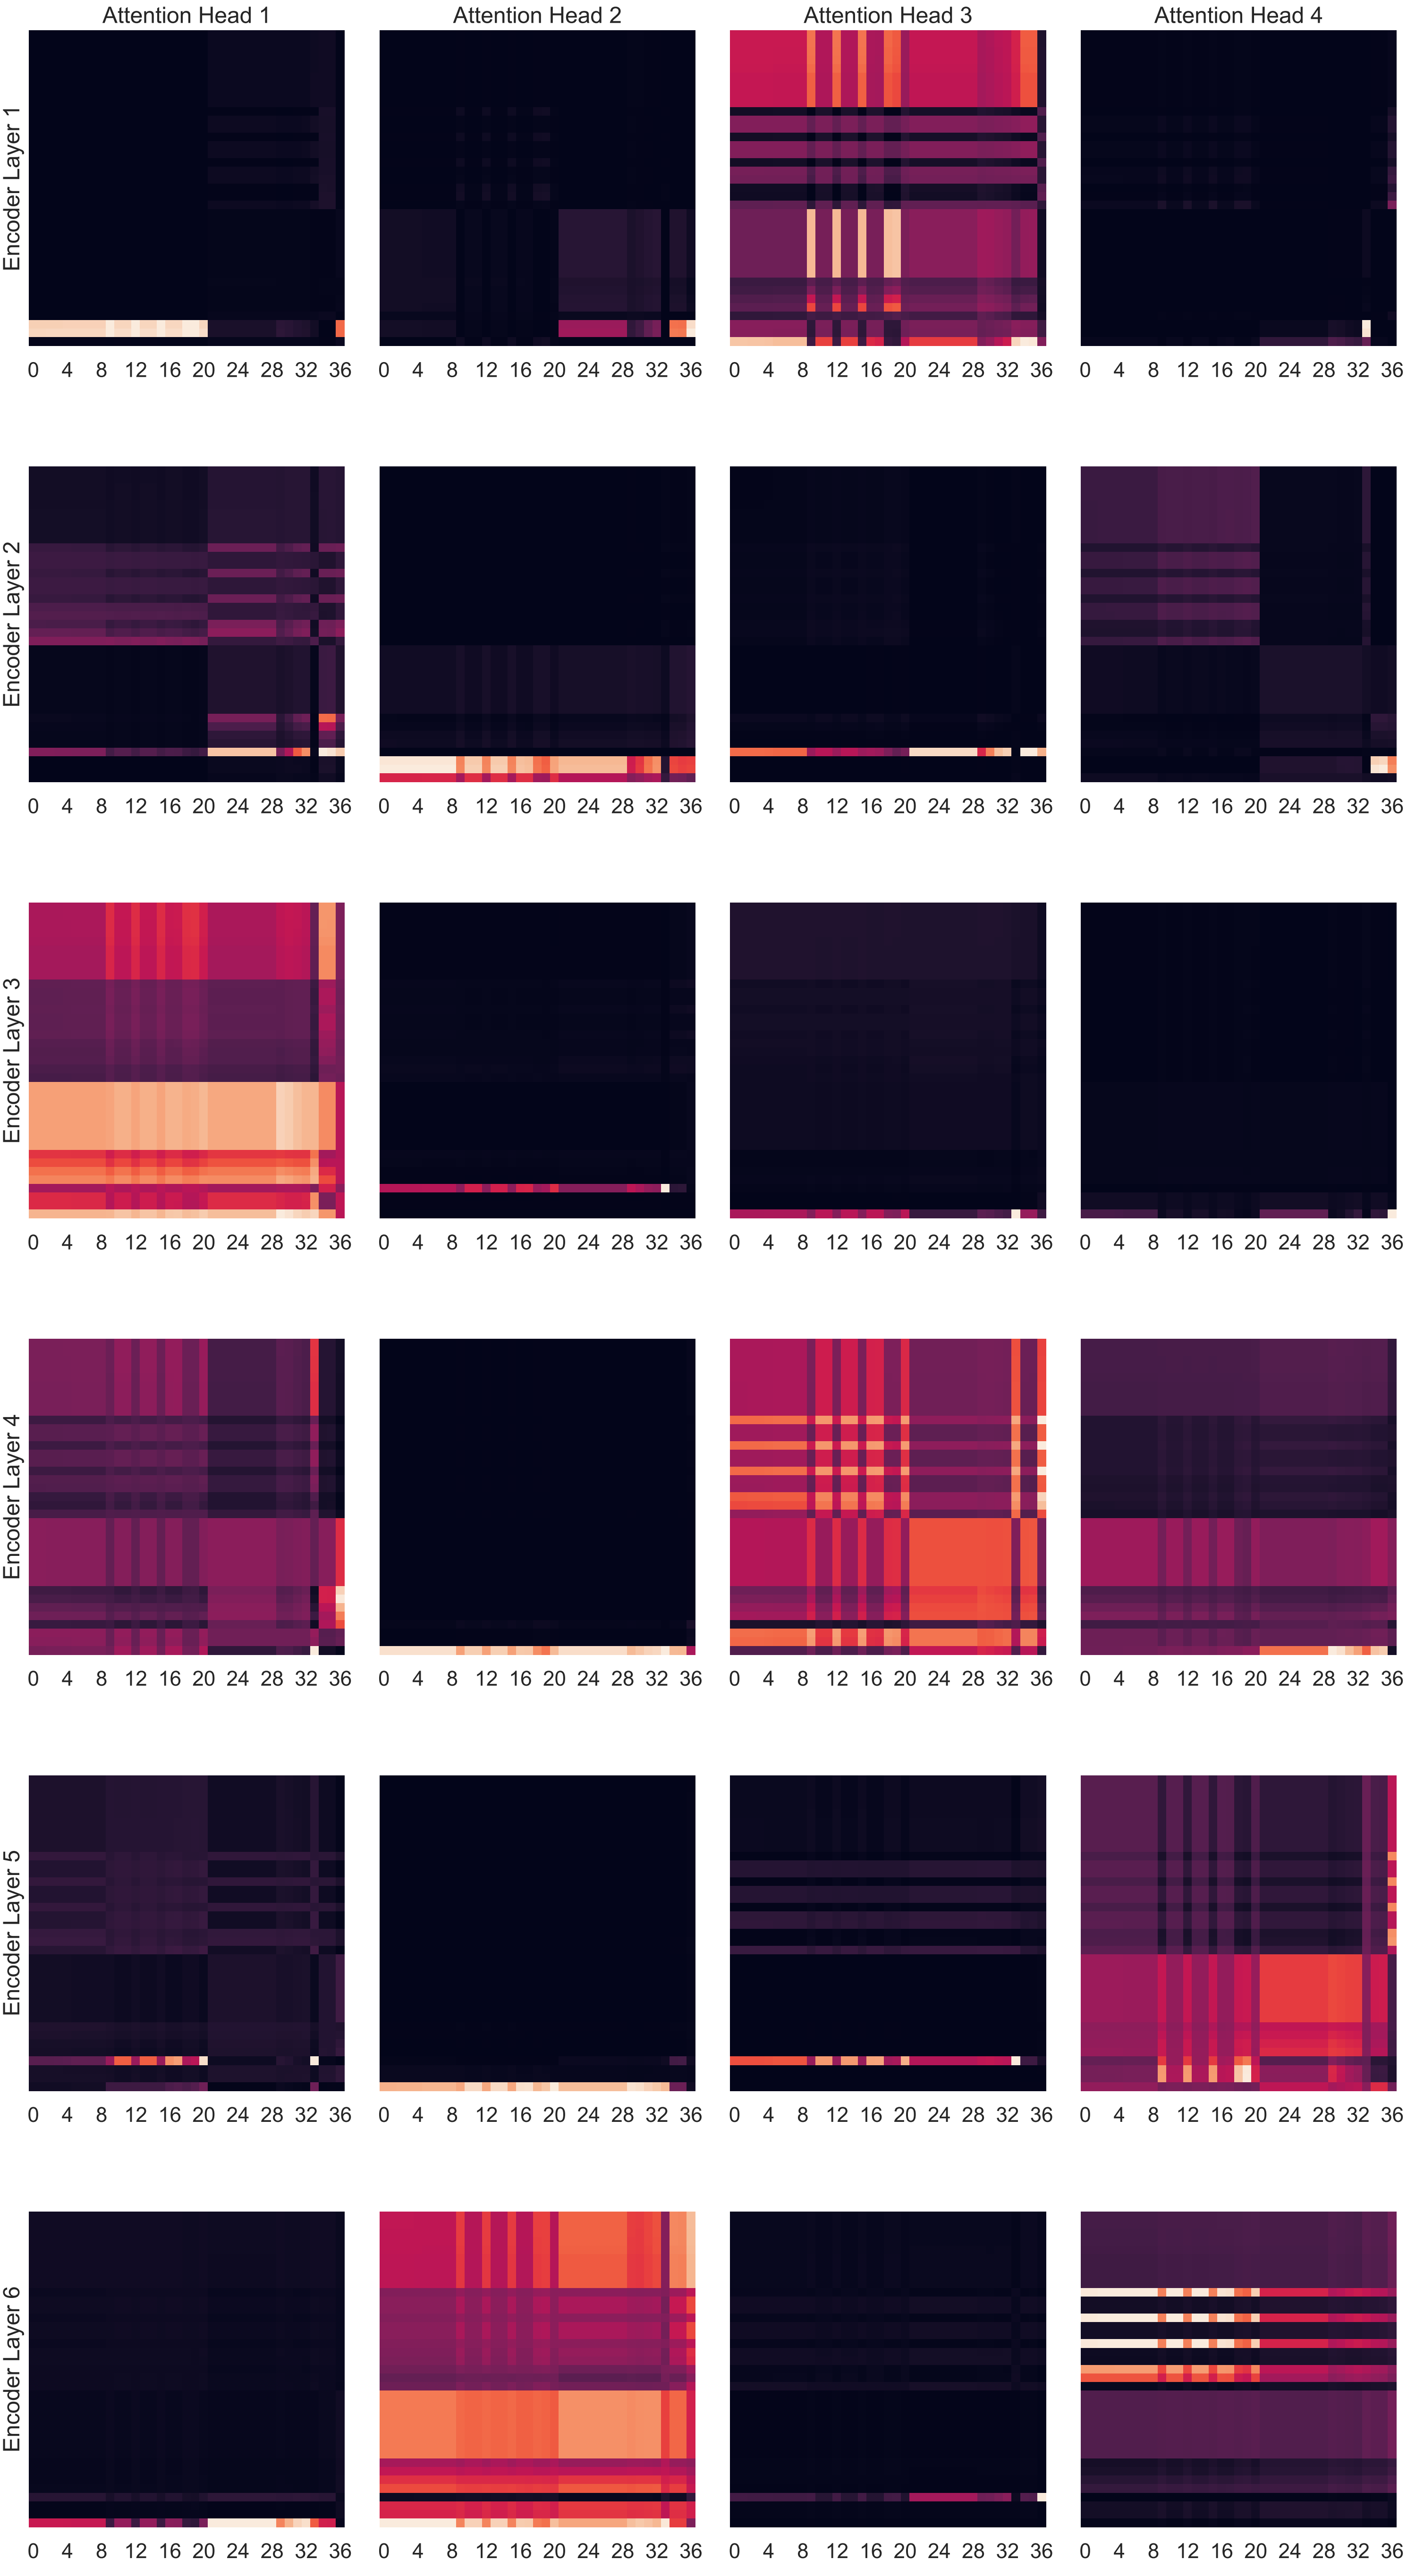 Attention Head 1 Attention Head 2 Attention Head 3 Attention Head 4
Encoder Layer 1
0 4 8 12 16 20 24 28 32 36 0 4 8 12 16 20 24 28 32 36 0 4 8 12 16 20 24 28 32 36 0 4 8 12 16 20 24 28 32 36
Encoder Layer 2
0 4 8 12 16 20 24 28 32 36 0 4 8 12 16 20 24 28 32 36 0 4 8 12 16 20 24 28 32 36 0 4 8 12 16 20 24 28 32 36
Encoder Layer 3
0 4 8 12 16 20 24 28 32 36 0 4 8 12 16 20 24 28 32 36 0 4 8 12 16 20 24 28 32 36 0 4 8 12 16 20 24 28 32 36
Encoder Layer 4
0 4 8 12 16 20 24 28 32 36 0 4 8 12 16 20 24 28 32 36 0 4 8 12 16 20 24 28 32 36 0 4 8 12 16 20 24 28 32 36
Encoder Layer 5
0 4 8 12 16 20 24 28 32 36 0 4 8 12 16 20 24 28 32 36 0 4 8 12 16 20 24 28 32 36 0 4 8 12 16 20 24 28 32 36
Encoder Layer 6
0 4 8 12 16 20 24 28 32 36 0 4 8 12 16 20 24 28 32 36 0 4 8 12 16 20 24 28 32 36 0 4 8 12 16 20 24 28 32 36